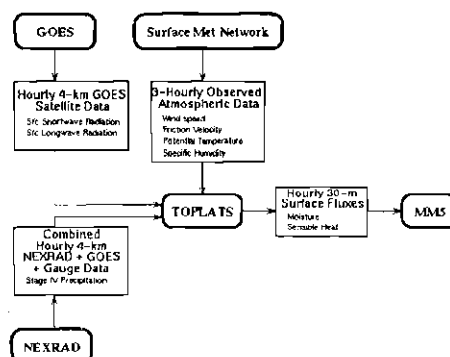 GOES
Surface Met Network
Hourly 4-km GOES
Satellite Data
Sfc Shortwave Radiation
Sfc Longwave Radiation
3-Hourly Observed
Atmospheric Data
Wind speed
Friction Velocity
Potential Temperature
Specific Humidity
TOPLATS
Hourly 30-m
Surface Fluxes
Moisture
Sensible Heat
MM5
Combined
Hourly 4-km
NEXRAD + GOES
+ Gauge Data
Stage IV Precipitation
NEXRAD